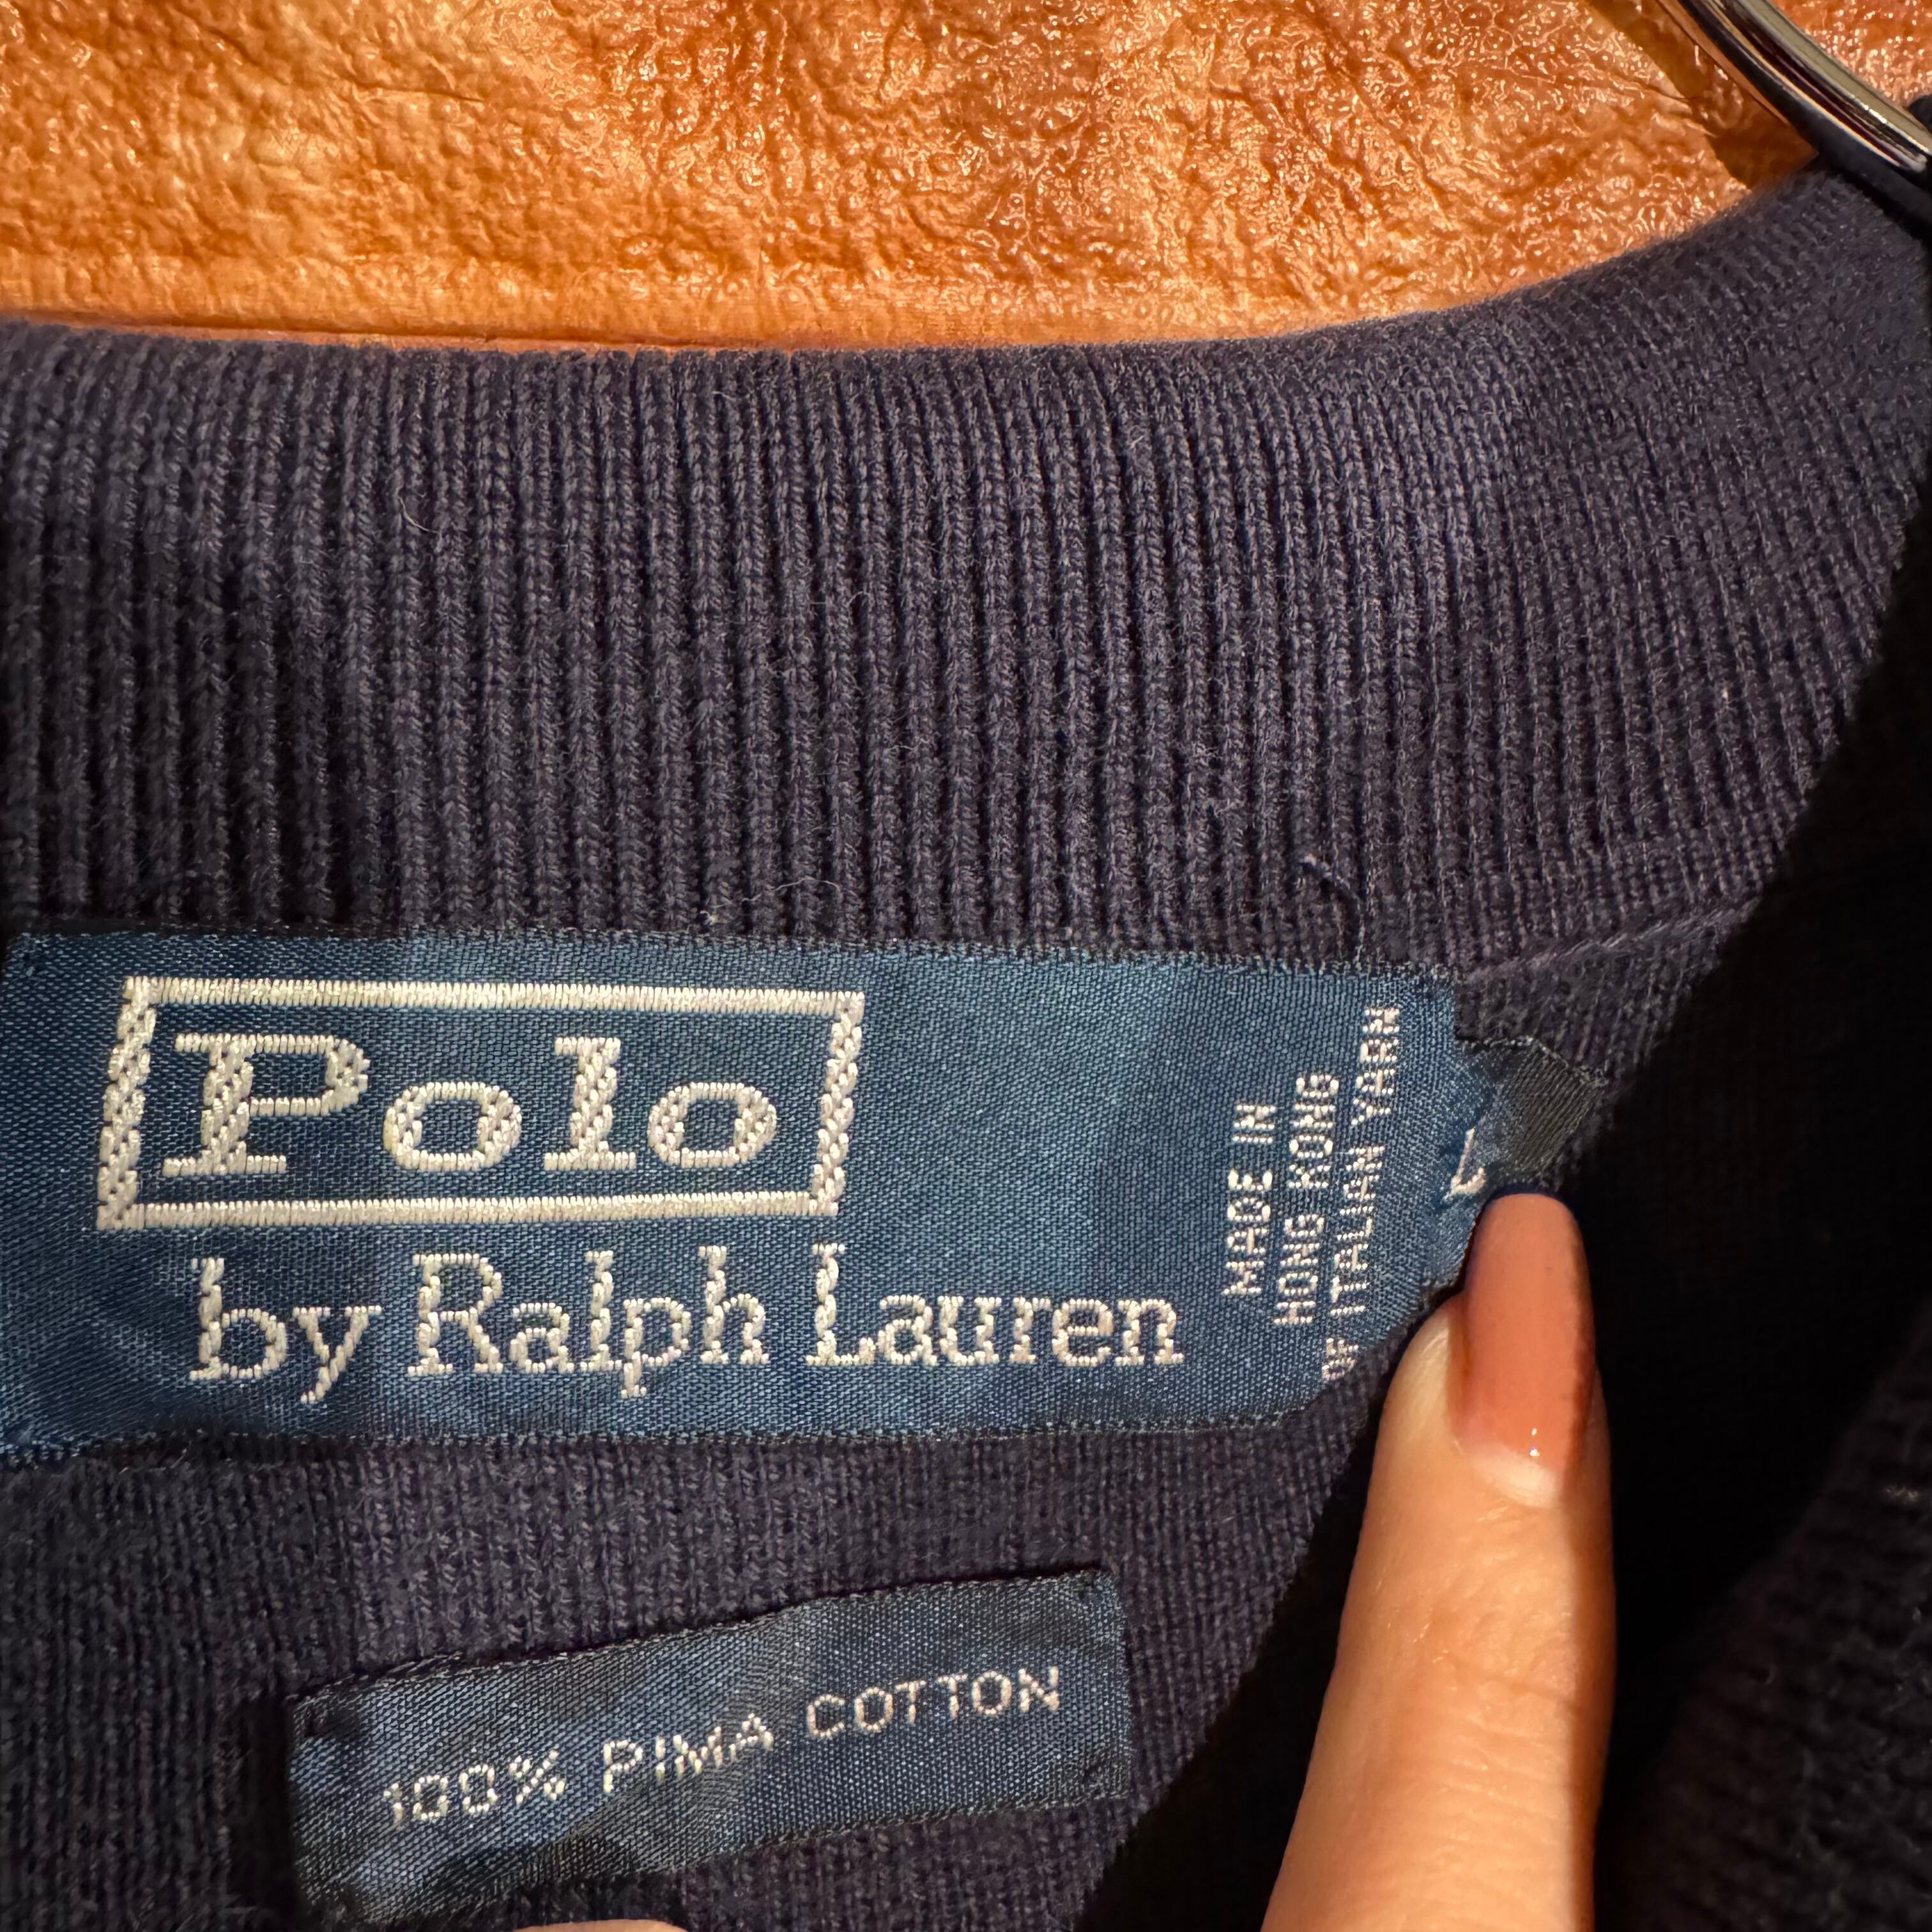 Polo
by Ralph Lauren
MADE IN
HONG KONG
OF ITALIAN YARN
L
100% PIMA COTTON